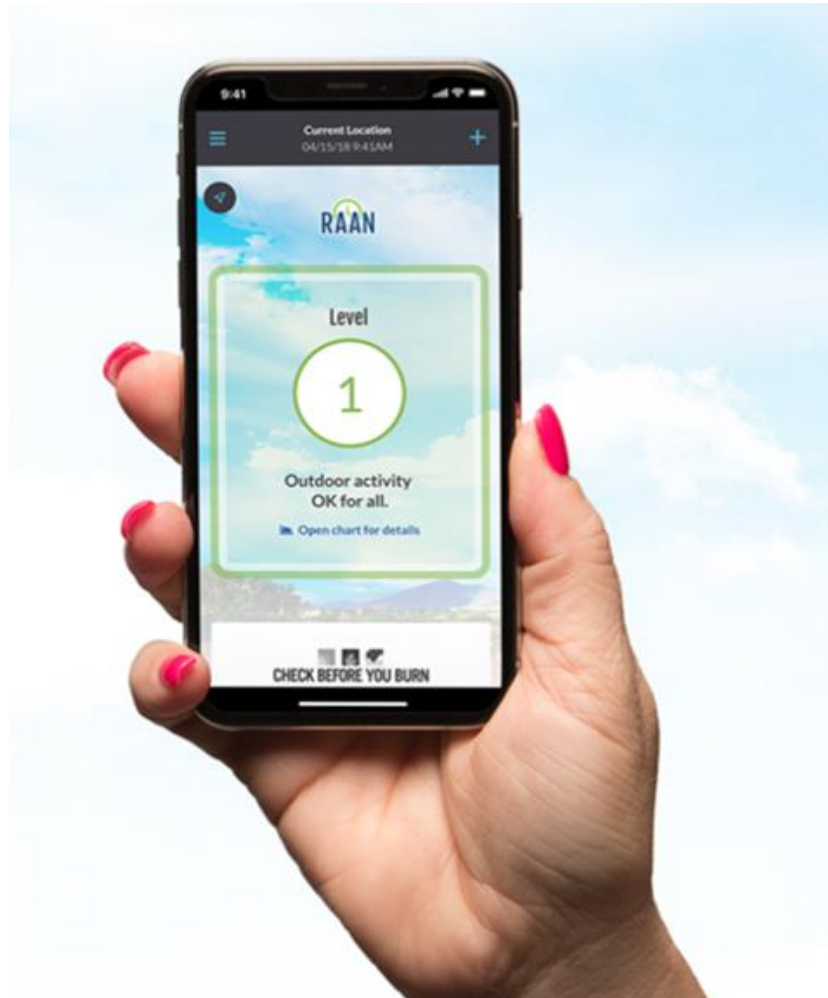 9:41
Current Location
04/15/18 9:41AM
RAAN
Level
1
Outdoor activity
OK for all.
Open chart for details
CHECK BEFORE YOU BURN